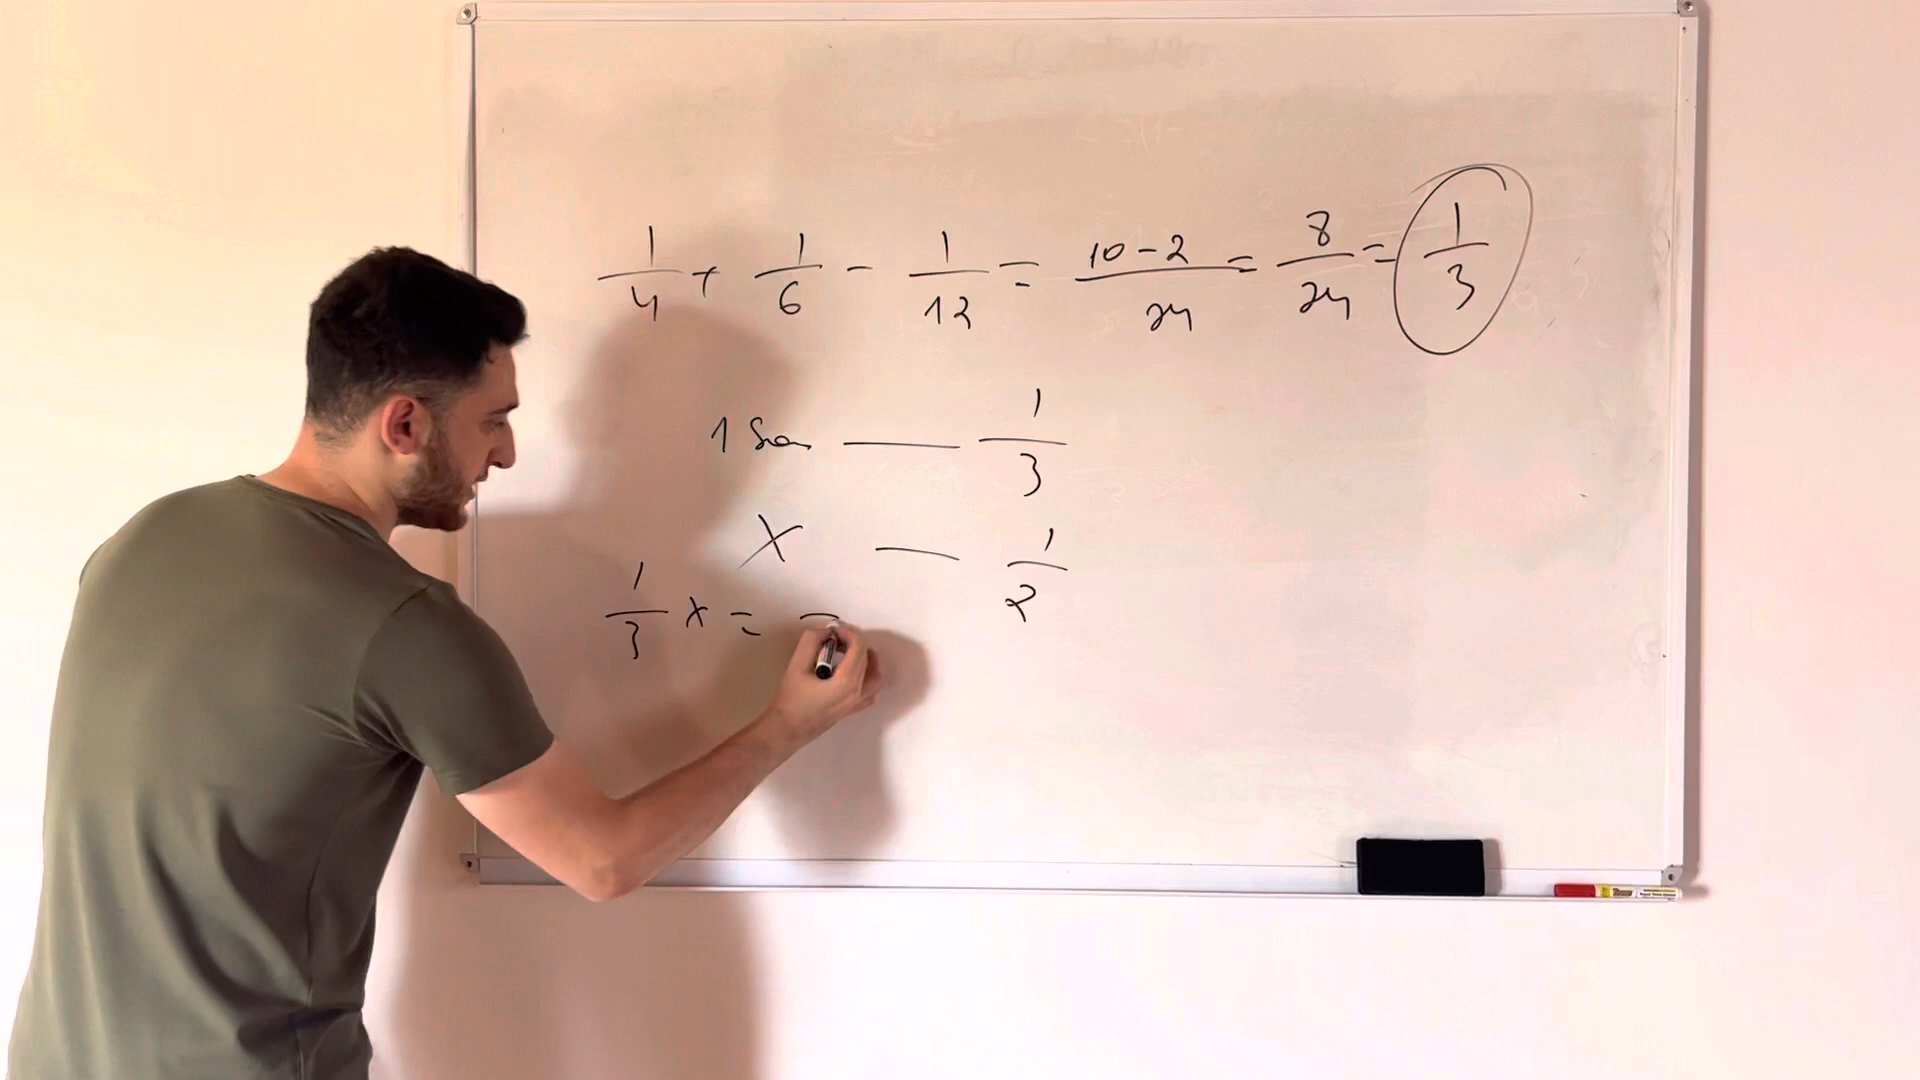 1/4 + 1/6 - 1/12 = 10-2/24 = 8/24 = 1/3
1 — 1/3
X — 1/2
1/3 x =